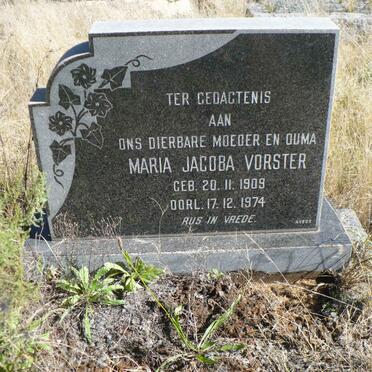 TER GEDACTENIS
AAN
ONS DIERBARE MOEDER EN OUMA
MARIA JACOBA VORSTER
GEB. 20. 11. 1909
OORL. 17. 12. 1974
RUS IN VREDE.